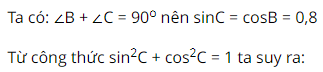 Ta có: ∠B + ∠C = 90° nên sinC = cosB = 0,8
Từ công thức sin²C + cos²C = 1 ta suy ra: